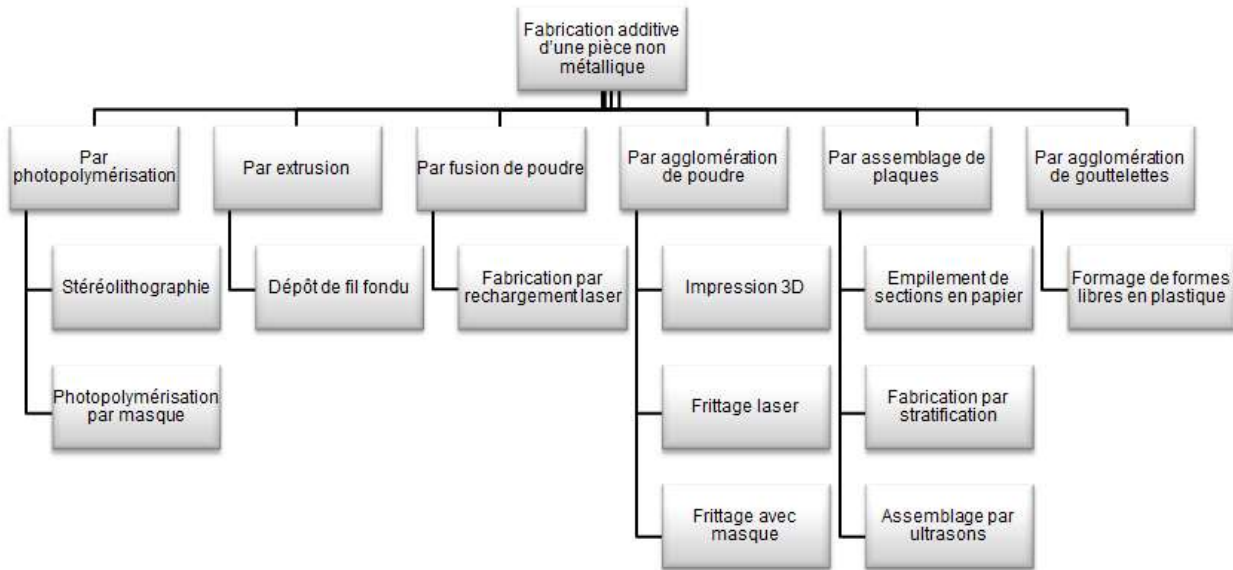 Fabrication additive
d'une pièce non
métallique
Par
photopolymérisation
Par extrusion
Par fusion de poudre
Par agglomération
de poudre
Par assemblage de
plaques
Par agglomération
de gouttelettes
Stéréolithographie
Dépôt de fil fondu
Fabrication par
rechargement laser
Impression 3D
Empilement de
sections en papier
Formage de formes
libres en plastique
Photopolymérisation
par masque
Frittage laser
Fabrication par
stratification
Frittage avec
masque
Assemblage par
ultrasons